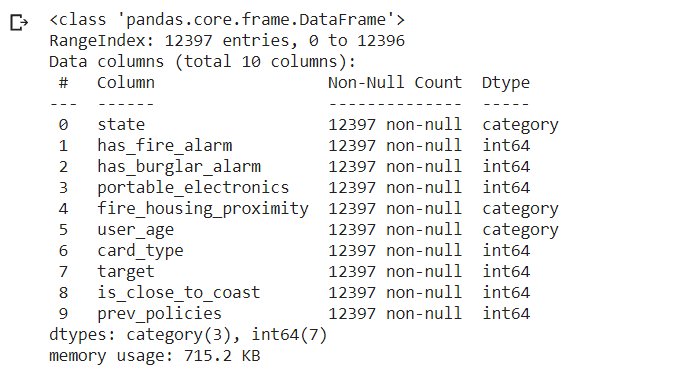 <class 'pandas.core.frame.DataFrame'>
RangeIndex: 12397 entries, 0 to 12396
Data columns (total 10 columns):
 #   Column                  Non-Null Count  Dtype
---  ------                  --------------  -----
 0   state                   12397 non-null  category
 1   has_fire_alarm          12397 non-null  int64
 2   has_burglar_alarm       12397 non-null  int64
 3   portable_electronics    12397 non-null  int64
 4   fire_housing_proximity  12397 non-null  category
 5   user_age                12397 non-null  category
 6   card_type               12397 non-null  int64
 7   target                  12397 non-null  int64
 8   is_close_to_coast       12397 non-null  int64
 9   prev_policies           12397 non-null  int64
dtypes: category(3), int64(7)
memory usage: 715.2 KB